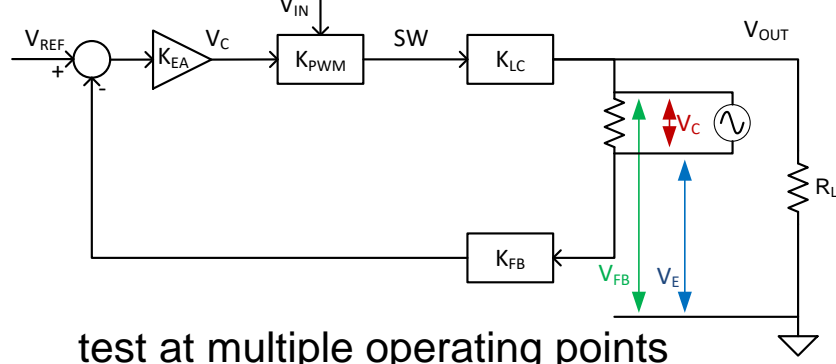 VIN
VREF
+
-
KEA
VC
KPWM
SW
KLC
VOUT
VC
RL
KFB
VFB
VE
test at multiple operating points